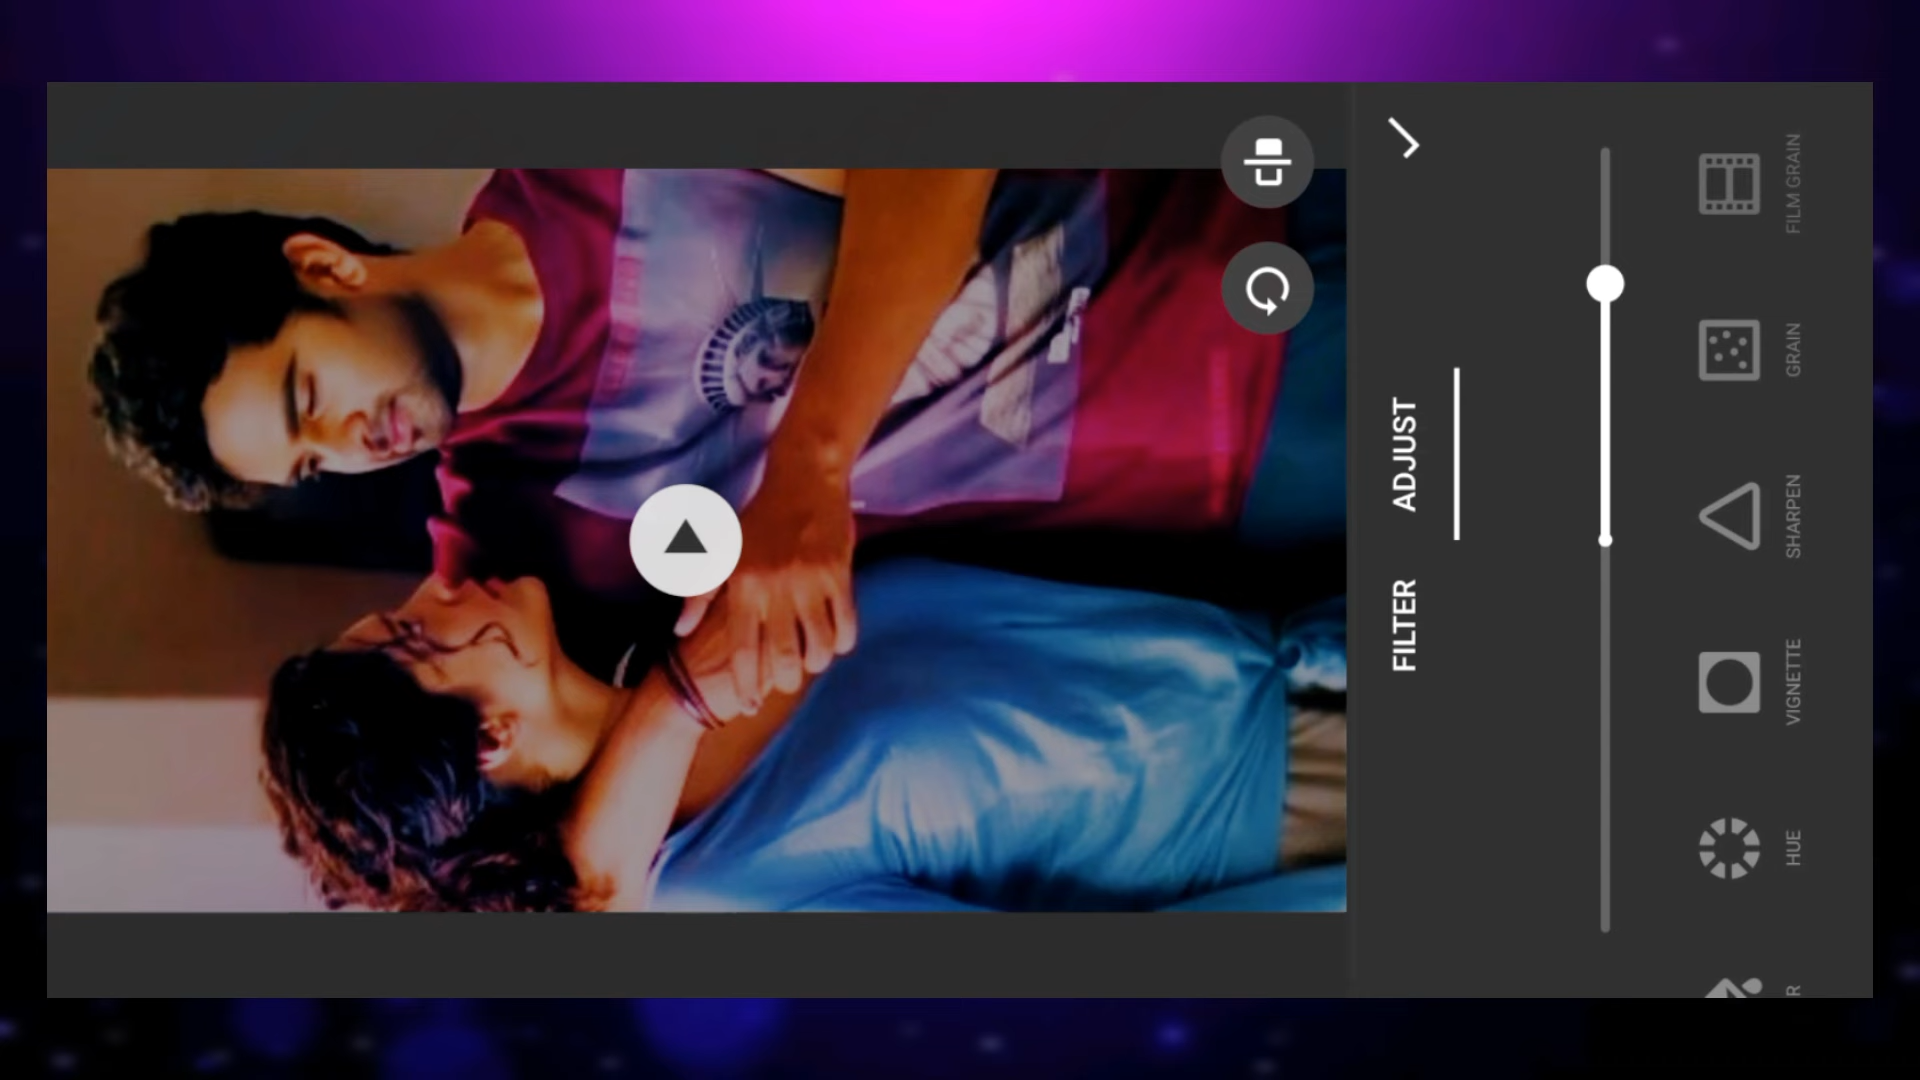 FILTER
ADJUST
R
HUE
VIGNETTE
SHARPEN
GRAIN
FILM GRAIN